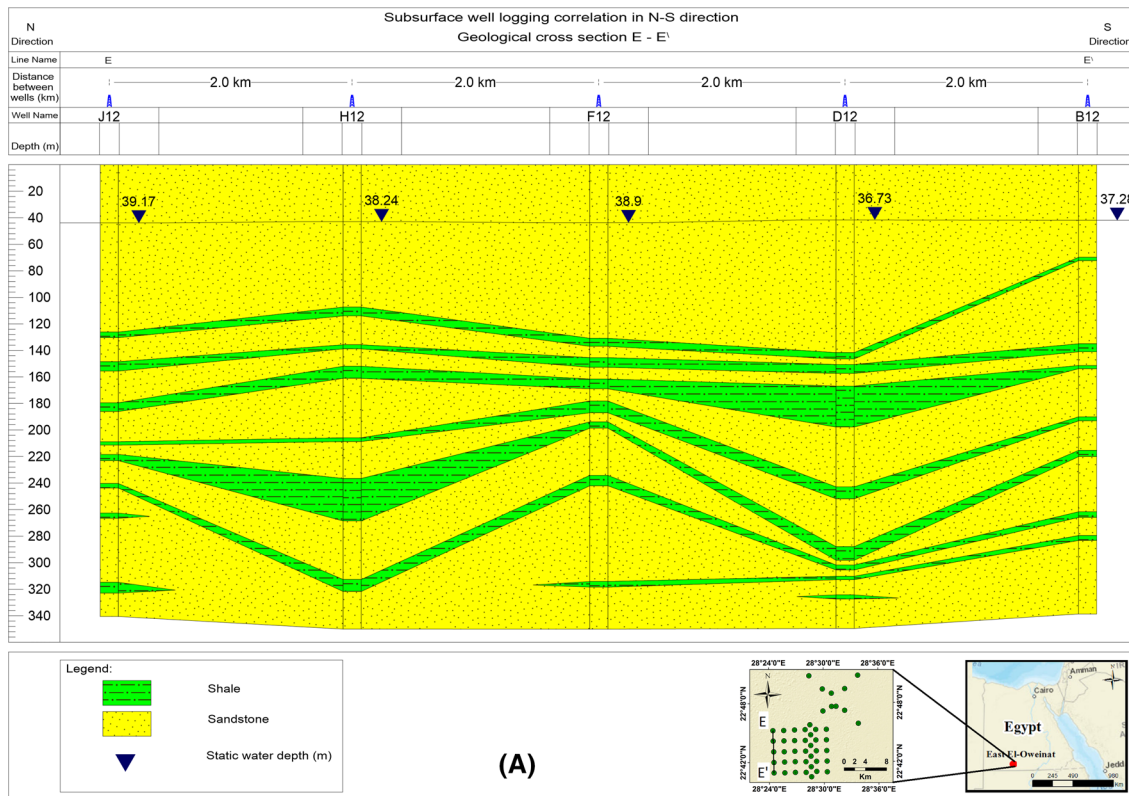 Subsurface well logging correlation in N-S direction
Geological cross section E - E\
N
Direction
S
Direction
Line Name
E
E\
Distance
between
wells (km)
2.0 km
2.0 km
2.0 km
2.0 km
Well Name
J12
H12
F12
D12
B12
Depth (m)
20
40
60
80
100
120
140
160
180
200
220
240
260
280
300
320
340
39.17
38.24
38.9
36.73
37.28
Legend:
Shale
Sandstone
Static water depth (m)
(A)
28°24'0"E
28°30'0"E
28°36'0"E
N
22°48'0"N
22°42'0"N
22°48'0"N
22°42'0"N
E
E'
0 2 4 8
Km
28°24'0"E
28°30'0"E
28°36'0"E
Amman
Cairo
Egypt
East El-Oweinat
Jedd
0 245 490 980
Km